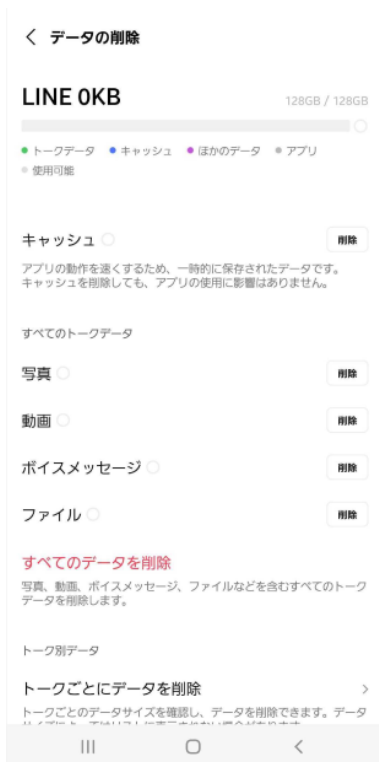 データの削除
LINE 0KB
128GB / 128GB
トークデータ キャッシュ ほかのデータ アプリ
使用可能
キャッシュ
削除
アプリの動作を速くするため、一時的に保存されたデータです。
キャッシュを削除しても、アプリの使用に影響はありません。
すべてのトークデータ
写真
削除
動画
削除
ボイスメッセージ
削除
ファイル
削除
すべてのデータを削除
写真、動画、ボイスメッセージ、ファイルなどを含むすべてのトーク
データを削除します。
トーク別データ
トークごとにデータを削除
トークごとのデータサイズを確認し、データを削除できます。データ